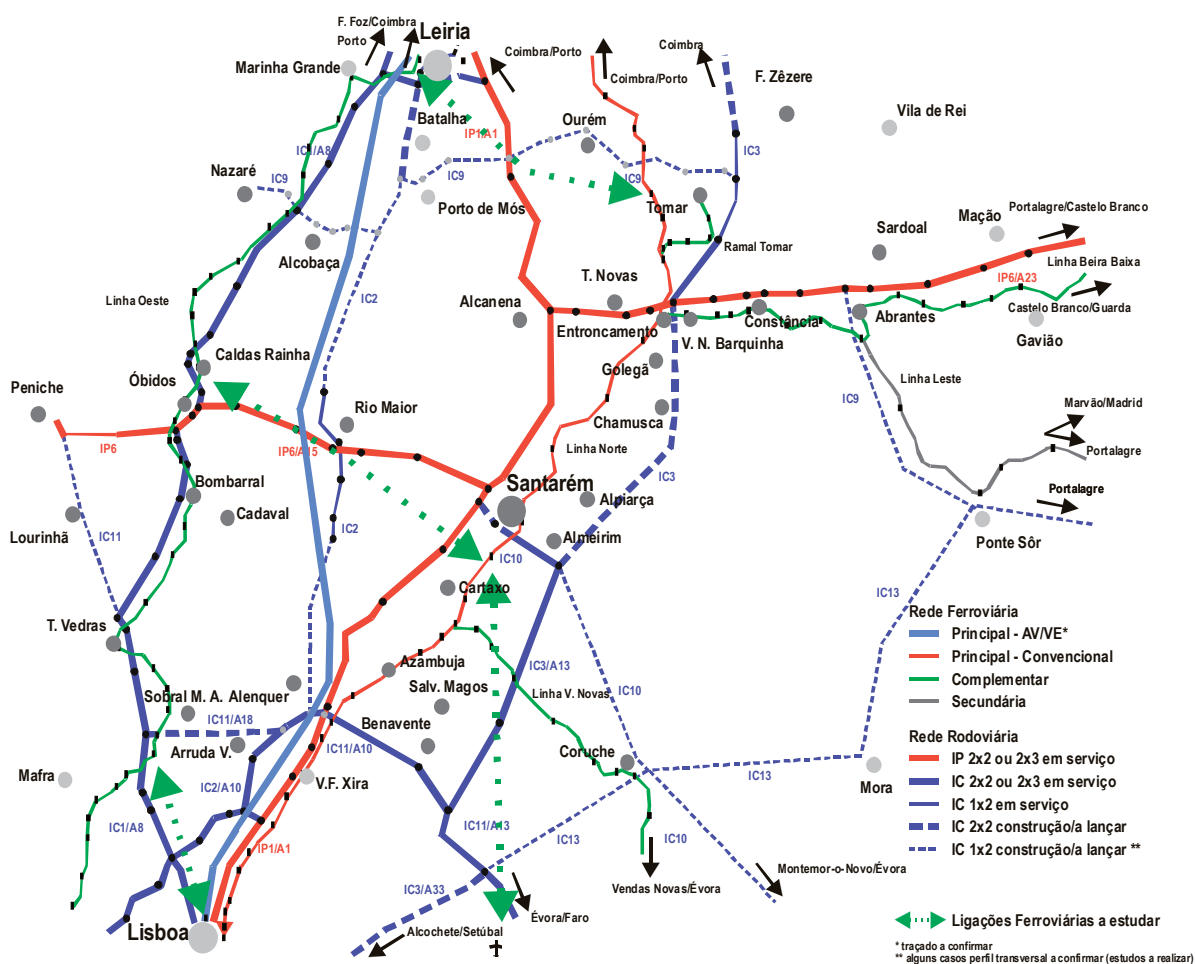 F. Foz/Coimbra
Porto
Leiria
Coimbra/Porto
Coimbra/Porto
Coimbra
F. Zêzere
Marinha Grande
Batalha
IP1/A1
Ourém
Vila de Rei
IC1/A8
IC3
Nazaré
IC9
IC9
IC9
Porto de Mós
Tomar
Portalagre/Castelo Branco
Mação
Sardoal
Ramal Tomar
Alcobaça
Linha Beira Baixa
T. Novas
IP6/A23
Linha Oeste
IC2
Alcanena
Entroncamento
Constância
Abrantes
Castelo Branco/Guarda
V. N. Barquinha
Gavião
Caldas Rainha
Golegã
Óbidos
Linha Leste
Peniche
Rio Maior
IC9
Chamusca
Marvão/Madrid
IP6
IP6/A15
Linha Norte
Portalagre
IC3
Bombarral
Santarém
Portalagre
Alpiarça
Cadaval
Lourinhã
IC11
IC2
Almeirim
Ponte Sôr
IC10
Cartaxo
IC13
T. Vedras
Rede Ferroviária
Principal - AV/VE*
Principal - Convencional
Complementar
Secundária
Azambuja
IC3/A13
Salv. Magos
Linha V. Novas
IC10
Sobral M. A. Alenquer
IC11/A18
Benavente
Arruda V.
IC11/A10
Coruche
Rede Rodoviária
IP 2x2 ou 2x3 em serviço
IC 2x2 ou 2x3 em serviço
IC 1x2 em serviço
IC 2x2 construção/a lançar
IC 1x2 construção/a lançar **
Mafra
V.F. Xira
IC13
Mora
IC2/A10
IC1/A8
IC11/A13
IC13
IC10
IP1/A1
Montemor-o-Novo/Évora
IC3/A33
Vendas Novas/Évora
Évora/Faro
Lisboa
Alcochete/Setúbal
Ligações Ferroviárias a estudar
* traçado a confirmar
** alguns casos perfil transversal a confirmar (estudos a realizar)